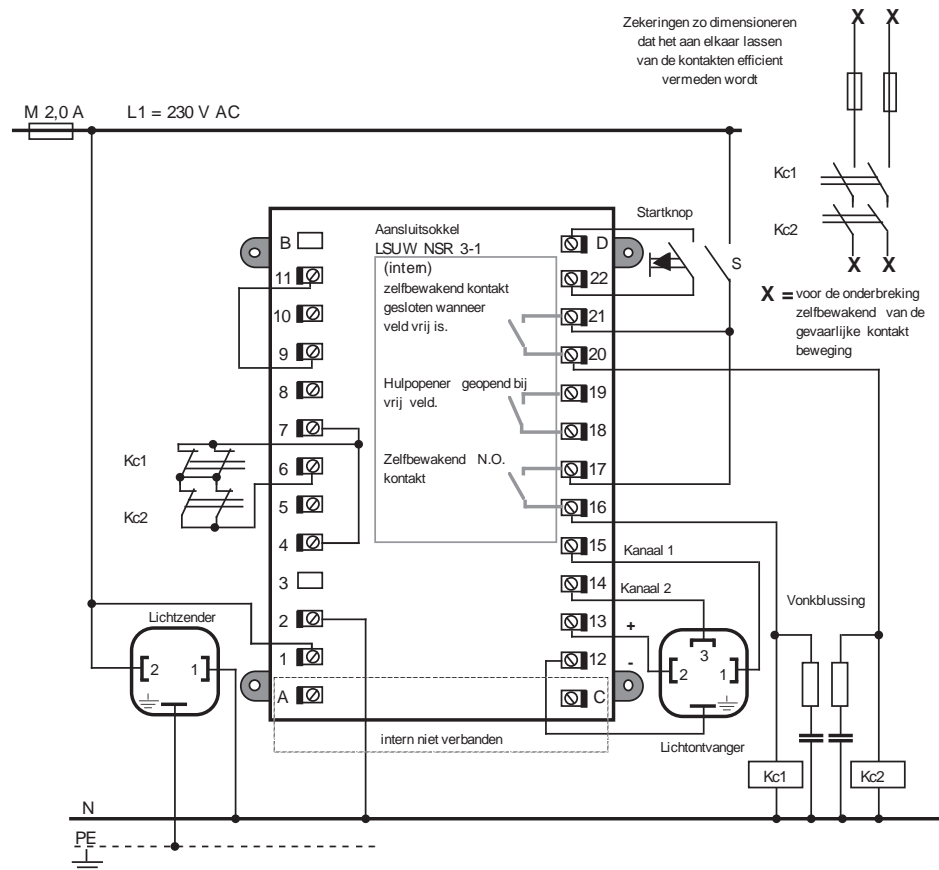 Zekeringen zo dimensioneren
dat het aan elkaar lassen
van de kontakten efficient
vermeden wordt
X X
M 2,0 A
L1 = 230 V AC
Kc1
Kc2
X X
X = voor de onderbreking
zelfbewakend van de
gevaarlijke kontakt
beweging
Startknop
S
Aansluitsokkel
LSUW NSR 3-1
(intern)
zelfbewakend kontakt
gesloten wanneer
veld vrij is.
Hulpopener geopend bij
vrij veld.
Zelfbewakend N.O.
kontakt
B
11
10
9
8
7
6
5
4
3
2
1
A
D
22
21
20
19
18
17
16
15
14
13
12
C
Kc1
Kc2
Kanaal 1
Kanaal 2
+
-
Vonkblussing
Lichtzender
2 1
3
2 1
Lichtontvanger
intern niet verbanden
Kc1
Kc2
N
PE